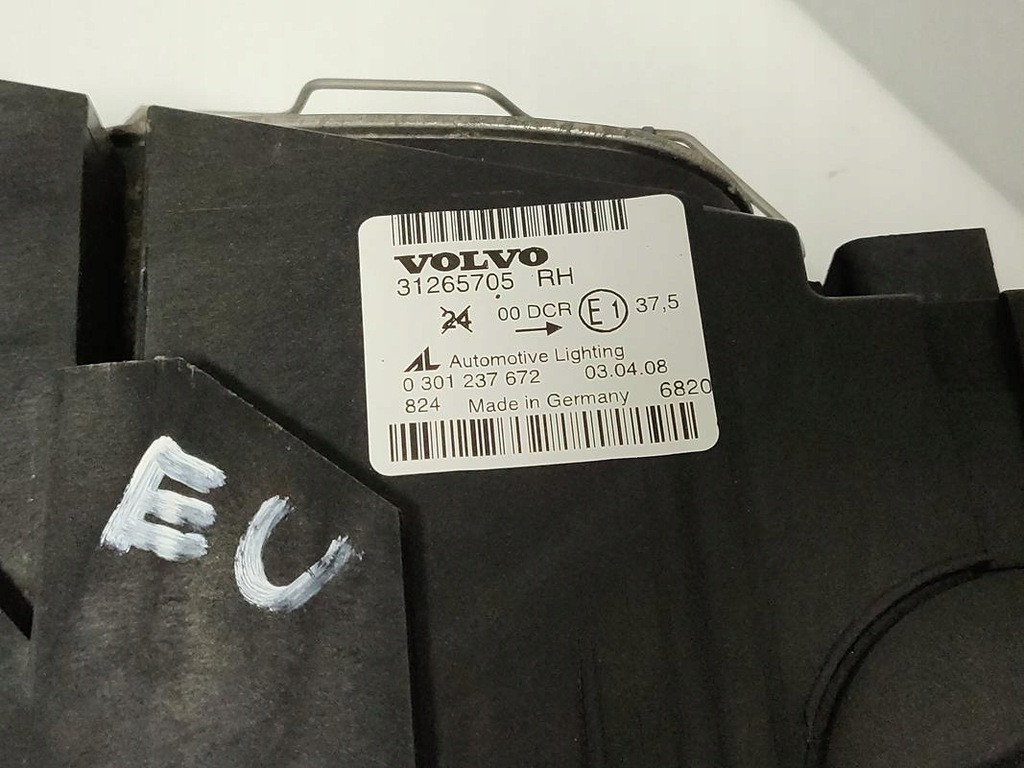 VOLVO
31265705 RH
24 00 DCR E1 37,5
AL Automotive Lighting
0 301 237 672 03.04.08
824 Made in Germany 6820
EC